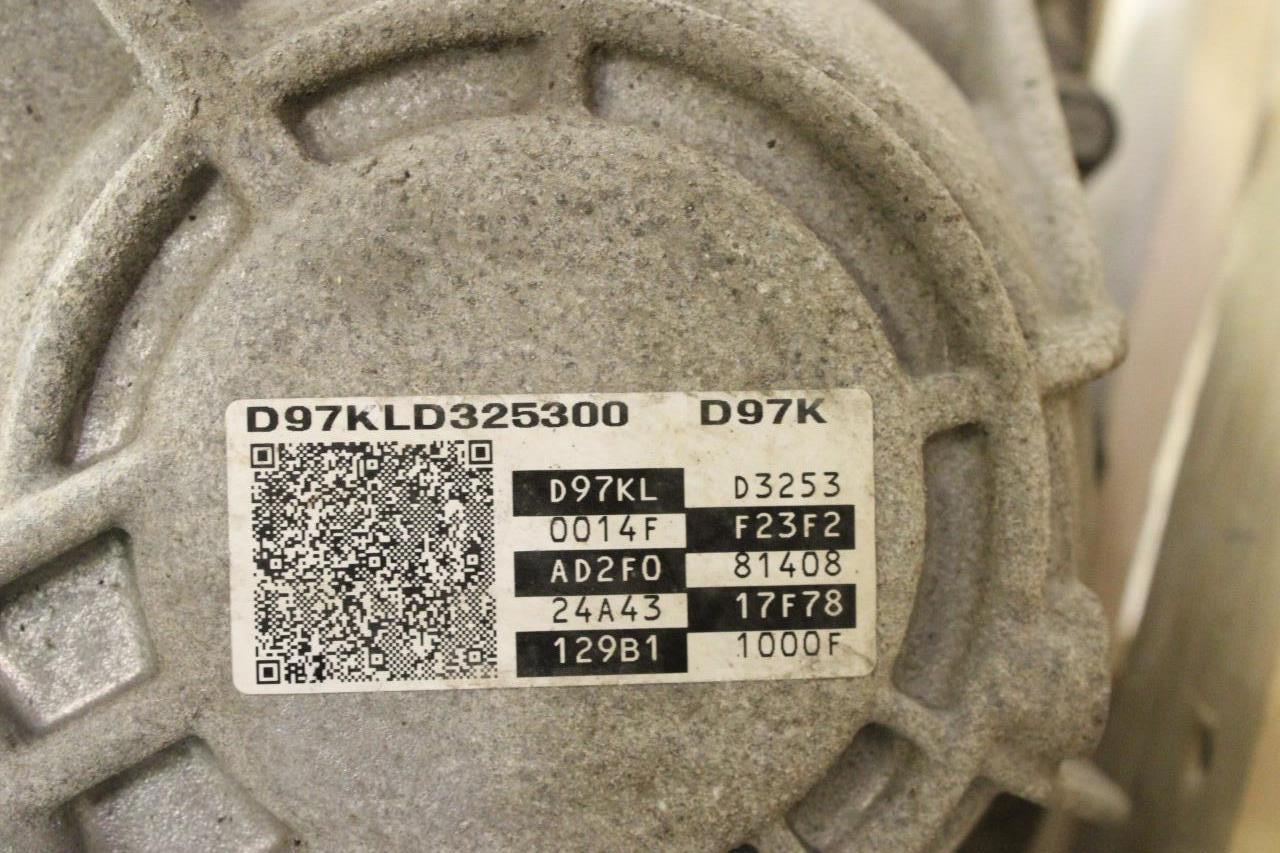 D97KLD325300 D97K
D97KL D3253
0014F F23F2
AD2F0 81408
24A43 17F78
129B1 1000F